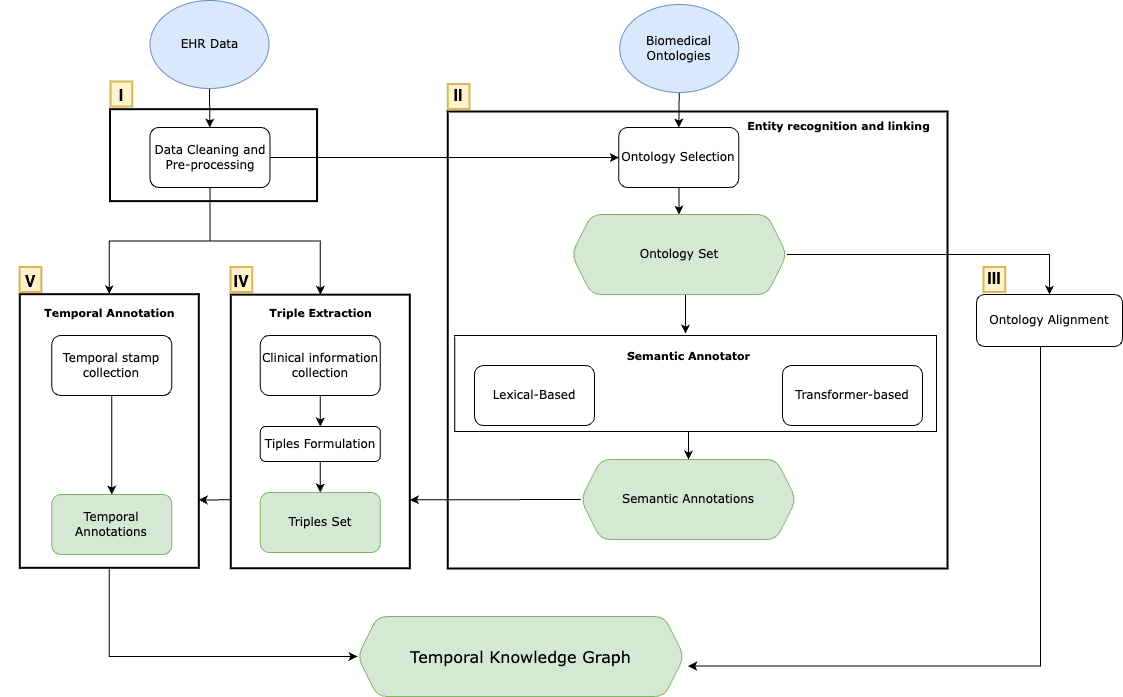 EHR Data
Biomedical
Ontologies
I
II
Entity recognition and linking
Data Cleaning and
Pre-processing
Ontology Selection
Ontology Set
V
IV
III
Temporal Annotation
Triple Extraction
Ontology Alignment
Temporal stamp
collection
Clinical information
collection
Semantic Annotator
Lexical-Based
Transformer-based
Tiples Formulation
Temporal
Annotations
Triples Set
Semantic Annotations
Temporal Knowledge Graph